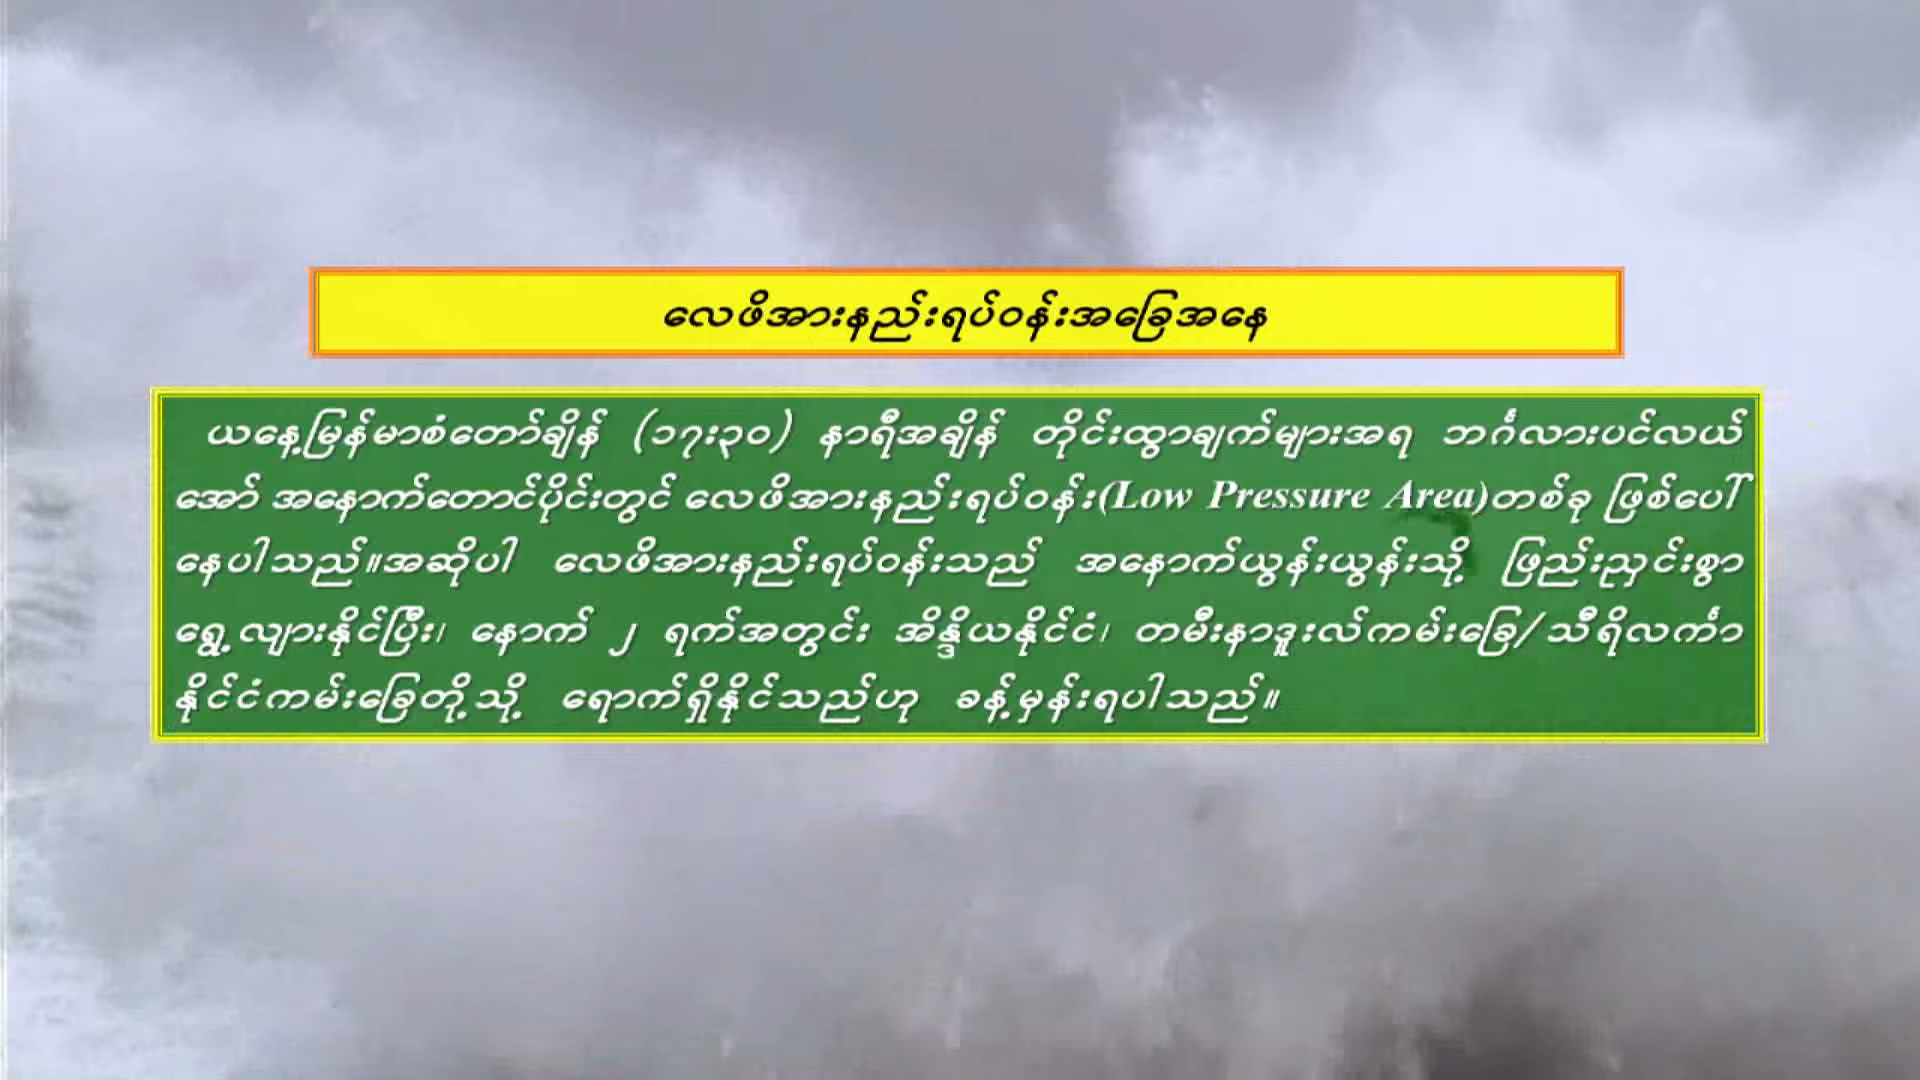 လေဖိအားနည်းရပ်ဝန်းအခြေအနေ
ယနေ့မြန်မာစံတော်ချိန် (၁၇း၃၀) နာရီအချိန် တိုင်းထွာချက်များအရ ဘင်္ဂလားပင်လယ်
အော် အနောက်တောင်ပိုင်းတွင် လေဖိအားနည်းရပ်ဝန်း(Low Pressure Area)တစ်ခု ဖြစ်ပေါ်
နေပါသည်။အဆိုပါ လေဖိအားနည်းရပ်ဝန်းသည် အနောက်ယွန်းယွန်းသို့ ဖြည်းညှင်းစွာ
ရွေ့လျားနိုင်ပြီး၊ နောက် ၂ ရက်အတွင်း အိန္ဒိယနိုင်ငံ၊ တမီးနာဒူးလ်ကမ်းခြေ/သီရိလင်္ကာ
နိုင်ငံကမ်းခြေတို့သို့ ရောက်ရှိနိုင်သည်ဟု ခန့်မှန်းရပါသည်။